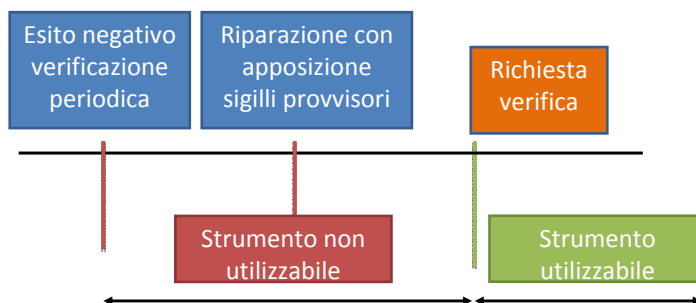 Esito negativo
verificazione
periodica
Riparazione con
apposizione
sigilli provvisori
Richiesta
verifica
Strumento non
utilizzabile
Strumento
utilizzabile